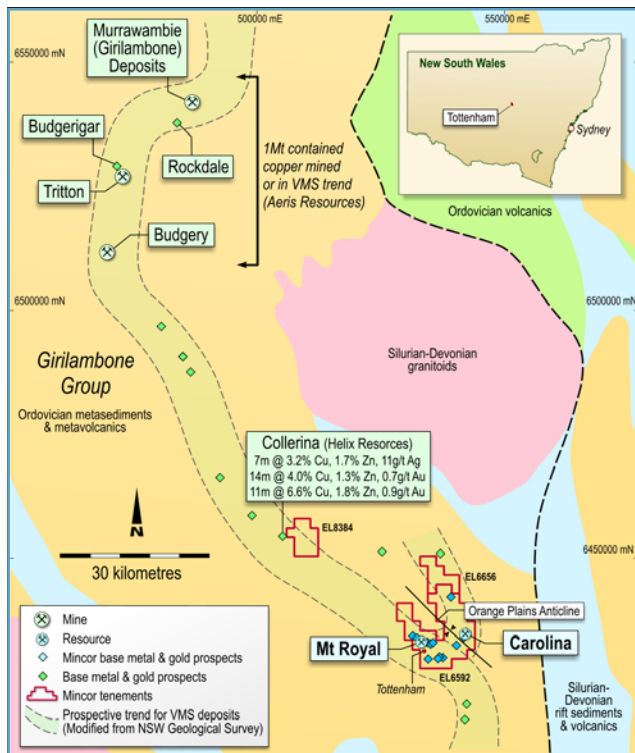 500000 mE
550000 mE
6550000 mN
Murrawambie
(Girilambone)
Deposits
New South Wales
Tottenham
Sydney
Budgerigar
Rockdale
Tritton
1Mt contained
copper mined
or in VMS trend
(Aeris Resources)
Ordovician volcanics
Budgery
6500000 mN
6500000 mN
Silurian-Devonian
granitoids
Girilambone
Group
Ordovician metasediments
& metavolcanics
Collerina (Helix Resorces)
7m @ 3.2% Cu, 1.7% Zn, 11g/t Ag
14m @ 4.0% Cu, 1.3% Zn, 0.7g/t Au
11m @ 6.6% Cu, 1.8% Zn, 0.9g/t Au
N
EL8384
6450000 mN
30 kilometres
EL6656
Orange Plains Anticline
Mt Royal
Carolina
Tottenham
EL6592
Mine
Resource
Mincor base metal & gold prospects
Base metal & gold prospects
Mincor tenements
Prospective trend for VMS deposits
(Modified from NSW Geological Survey)
Silurian-
Devonian
rift sediments
& volcanics